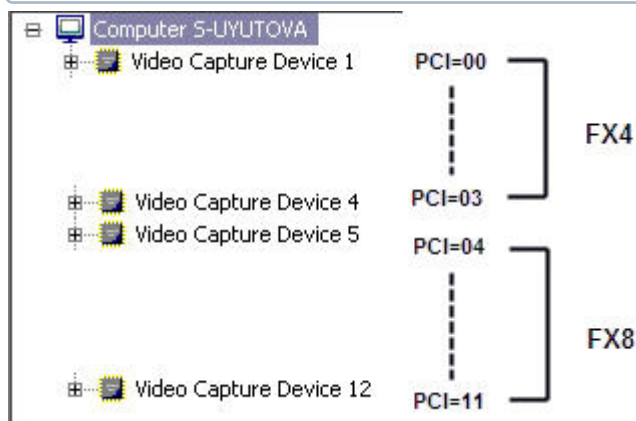 Computer S-UYUTOVA
Video Capture Device 1 PCI=00
FX4
Video Capture Device 4 PCI=03
Video Capture Device 5 PCI=04
FX8
Video Capture Device 12 PCI=11